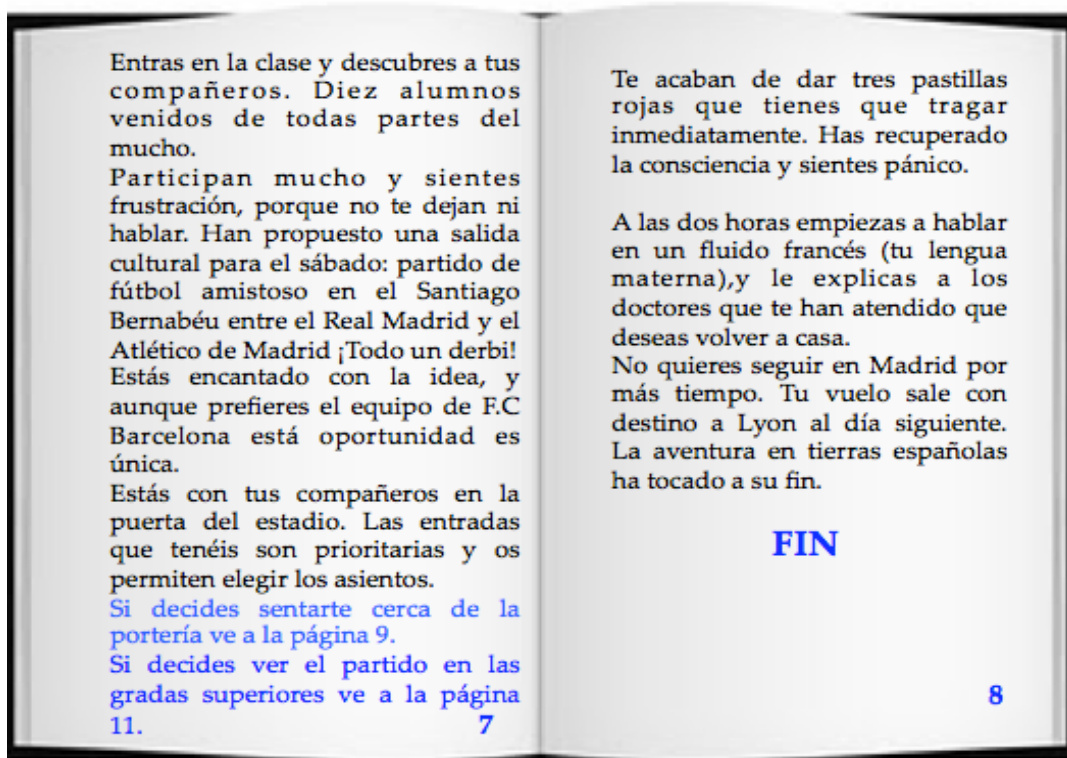 Entras en la clase y descubres a tus
compañeros. Diez alumnos
venidos de todas partes del
mucho.
Participan mucho y sientes
frustración, porque no te dejan ni
hablar. Han propuesto una salida
cultural para el sábado: partido de
fútbol amistoso en el Santiago
Bernabéu entre el Real Madrid y el
Atlético de Madrid ¡Todo un derbi!
Estás encantado con la idea, y
aunque prefieres el equipo de F.C
Barcelona está oportunidad es
única.
Estás con tus compañeros en la
puerta del estadio. Las entradas
que tenéis son prioritarias y os
permiten elegir los asientos.
Si decides sentarte cerca de la
portería ve a la página 9.
Si decides ver el partido en las
gradas superiores ve a la página
11.
7
Te acaban de dar tres pastillas
rojas que tienes que tragar
inmediatamente. Has recuperado
la consciencia y sientes pánico.
A las dos horas empiezas a hablar
en un fluido francés (tu lengua
materna),y le explicas a los
doctores que te han atendido que
deseas volver a casa.
No quieres seguir en Madrid por
más tiempo. Tu vuelo sale con
destino a Lyon al día siguiente.
La aventura en tierras españolas
ha tocado a su fin.
FIN
8